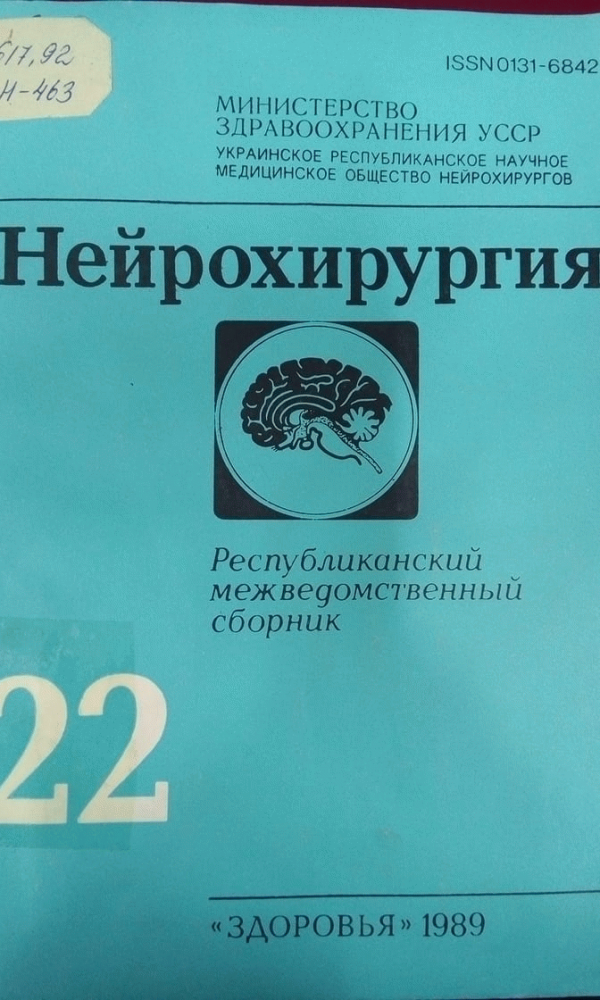 617,92
Н-463
ISSN 0131-6842
МИНИСТЕРСТВО
ЗДРАВООХРАНЕНИЯ УССР
УКРАИНСКОЕ РЕСПУБЛИКАНСКОЕ НАУЧНОЕ
МЕДИЦИНСКОЕ ОБЩЕСТВО НЕЙРОХИРУРГОВ
Нейрохирургия
Республиканский
межведомственный
сборник
22
«ЗДОРОВЬЯ» 1989